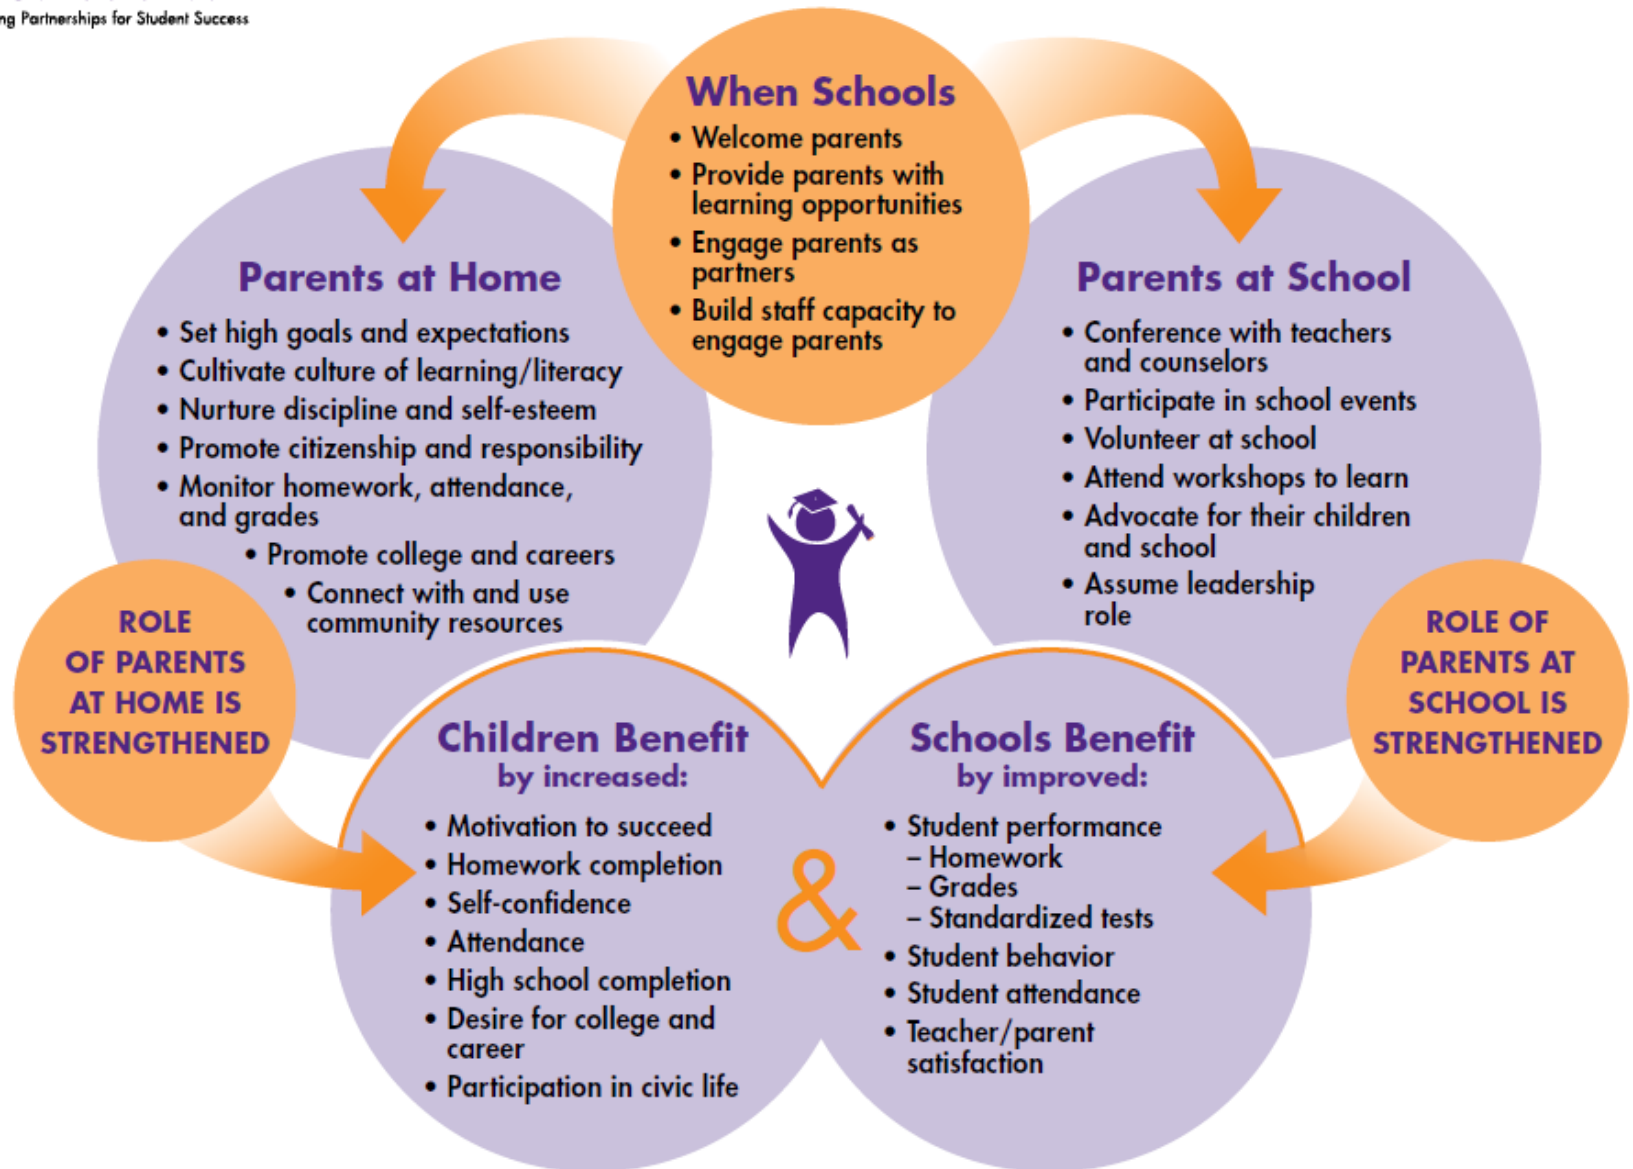 Partnerships for Student Success
When Schools
• Welcome parents
• Provide parents with
learning opportunities
• Engage parents as
partners
• Build staff capacity to
engage parents
Parents at Home
• Set high goals and expectations
• Cultivate culture of learning/literacy
• Nurture discipline and self-esteem
• Promote citizenship and responsibility
• Monitor homework, attendance,
and grades
• Promote college and careers
• Connect with and use
community resources
Parents at School
• Conference with teachers
and counselors
• Participate in school events
• Volunteer at school
• Attend workshops to learn
• Advocate for their children
and school
• Assume leadership
role
ROLE
OF PARENTS
AT HOME IS
STRENGTHENED
ROLE OF
PARENTS AT
SCHOOL IS
STRENGTHENED
Children Benefit
by increased:
• Motivation to succeed
• Homework completion
• Self-confidence
• Attendance
• High school completion
• Desire for college and
career
• Participation in civic life
&
Schools Benefit
by improved:
• Student performance
– Homework
– Grades
– Standardized tests
• Student behavior
• Student attendance
• Teacher/parent
satisfaction